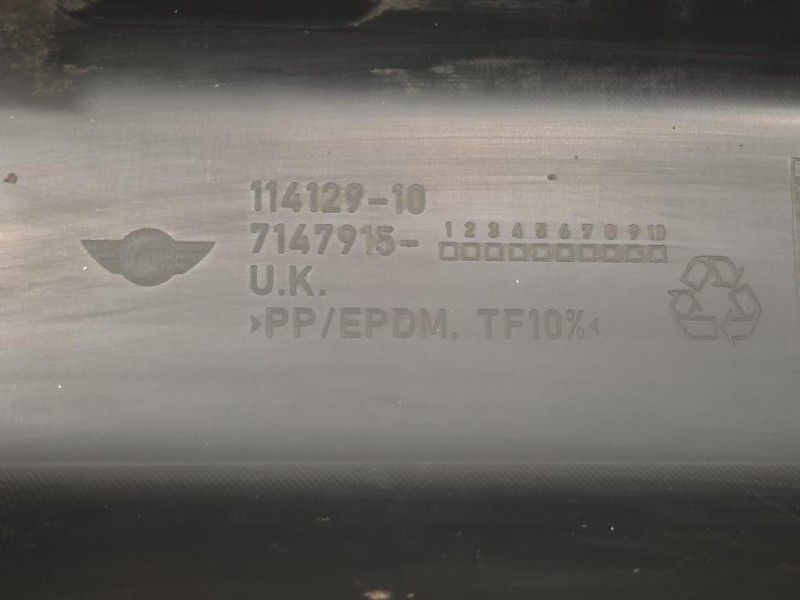 114129-10
7147915- 1 2 3 4 5 6 7 8 9 10
U.K.
>PP/EPDM, TF10%<